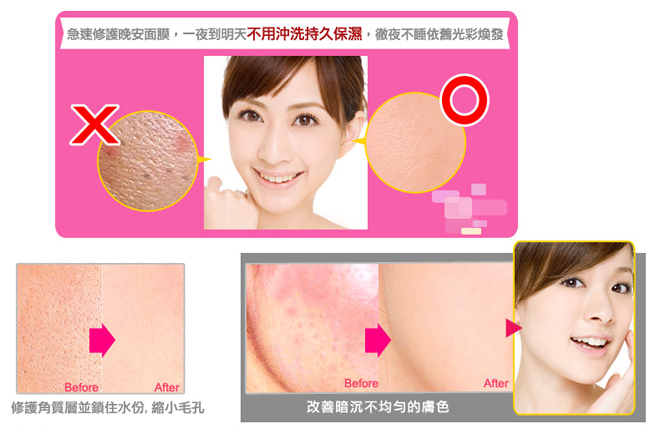 急速修護晚安面膜，一夜到明天不用沖洗持久保濕，徹夜不睡依舊光彩煥發
Before After
Before After
修護角質層並鎖住水份, 縮小毛孔
改善暗沉不均勻的膚色